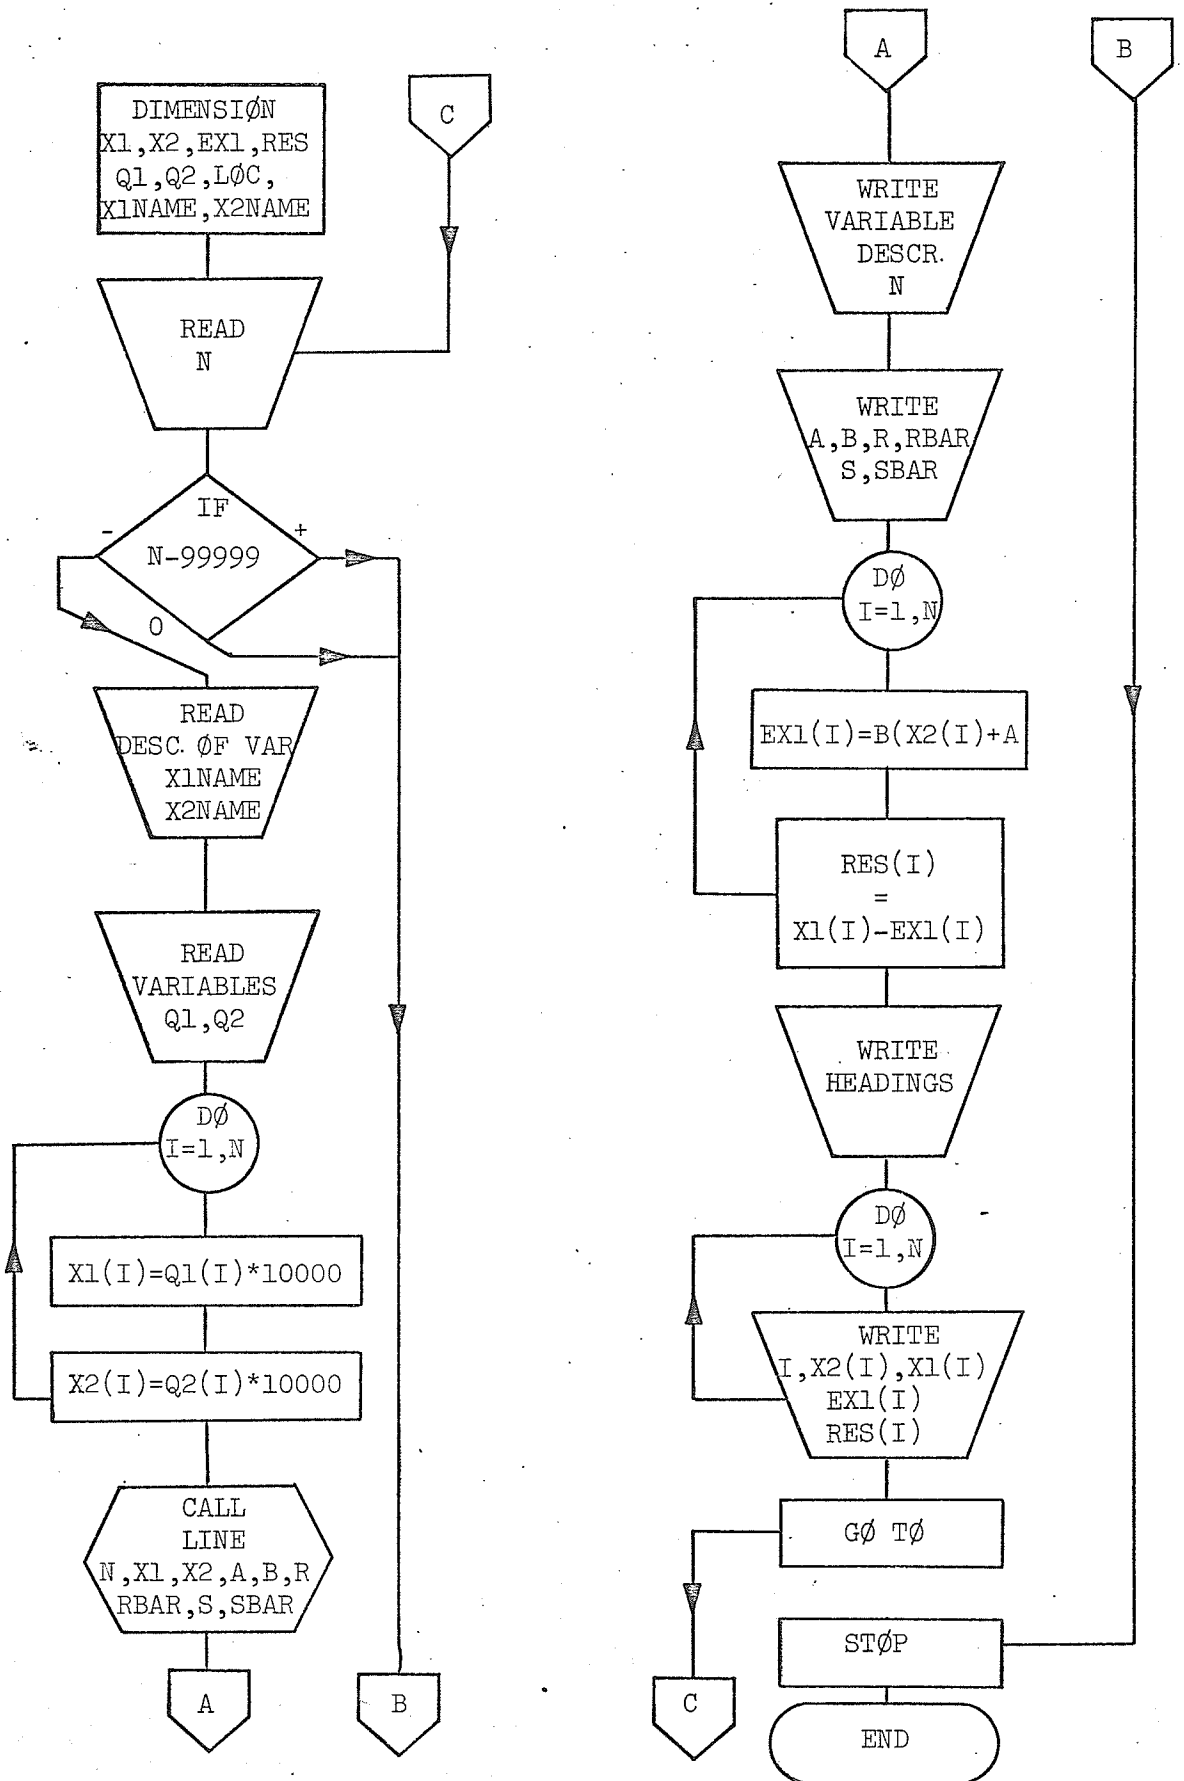 DIMENSIØN
X1,X2,EX1,RES
Q1,Q2,LØC,
X1NAME,X2NAME
C
READ
N
IF
- +
N-99999
0
READ
DESC. ØF VAR
X1NAME
X2NAME
READ
VARIABLES
Q1,Q2
DØ
I=1,N
X1(I)=Q1(I)*10000
X2(I)=Q2(I)*10000
CALL
LINE
N,X1,X2,A,B,R
RBAR,S,SBAR
A
B
A
B
WRITE
VARIABLE
DESCR.
N
WRITE
A,B,R,RBAR
S,SBAR
DØ
I=1,N
EX1(I)=B(X2(I)+A
RES(I)
=
X1(I)-EX1(I)
WRITE
HEADINGS
DØ
I=1,N
WRITE
I,X2(I),X1(I)
EX1(I)
RES(I)
GØ TØ
STØP
C
END